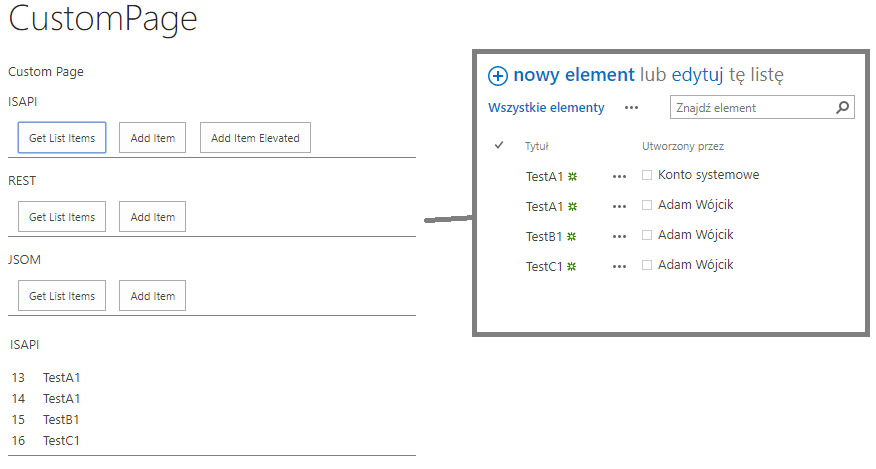 CustomPage
Custom Page
ISAPI
Get List Items Add Item Add Item Elevated
REST
Get List Items Add Item
JSOM
Get List Items Add Item
ISAPI
13 TestA1
14 TestA1
15 TestB1
16 TestC1
nowy element lub edytuj tę listę
Wszystkie elementy ••• Znajdź element
Tytuł Utworzony przez
TestA1 ••• Konto systemowe
TestA1 ••• Adam Wójcik
TestB1 ••• Adam Wójcik
TestC1 ••• Adam Wójcik